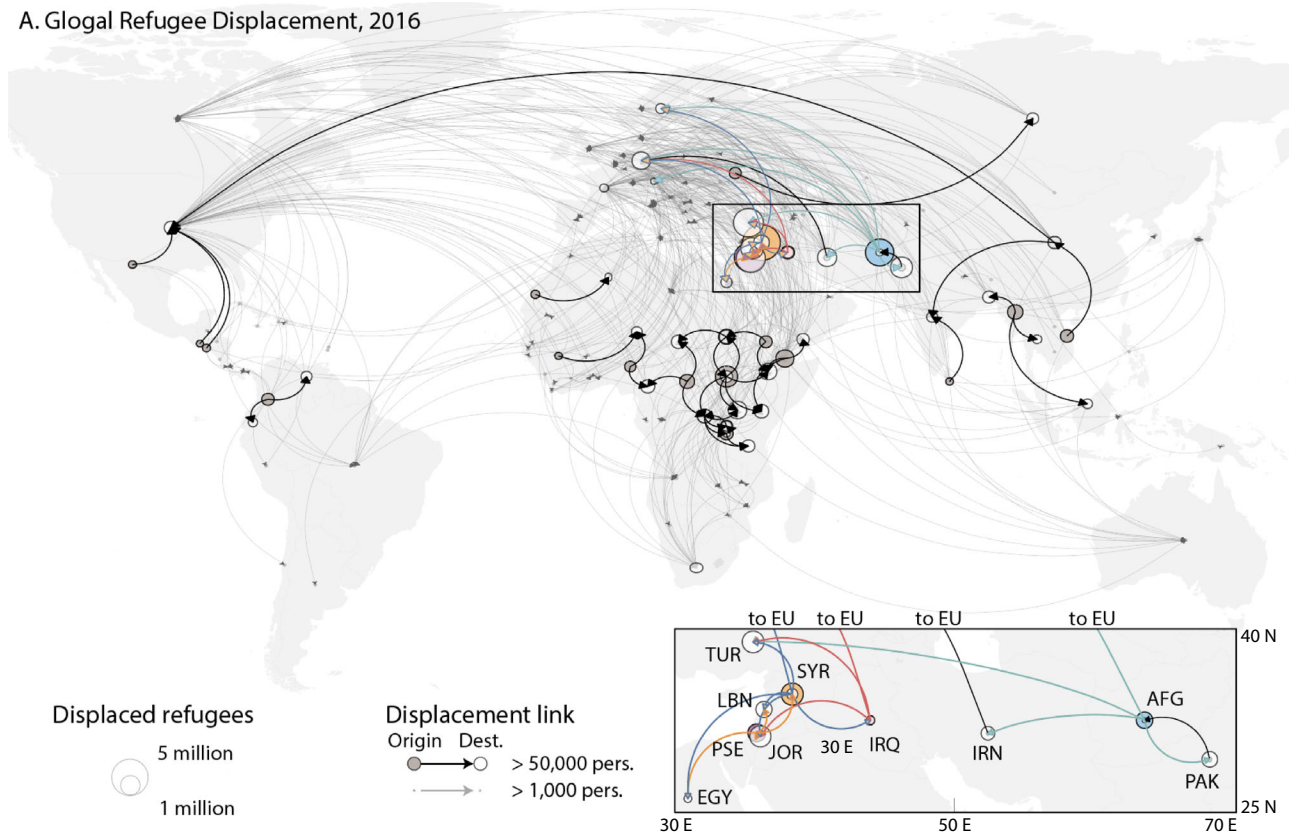 A. Glogal Refugee Displacement, 2016
to EU
to EU
to EU
to EU
40 N
TUR
SYR
LBN
AFG
PSE
JOR
30 E
IRQ
IRN
PAK
EGY
25 N
30 E
50 E
70 E
Displaced refugees
5 million
1 million
Displacement link
Origin
Dest.
> 50,000 pers.
> 1,000 pers.